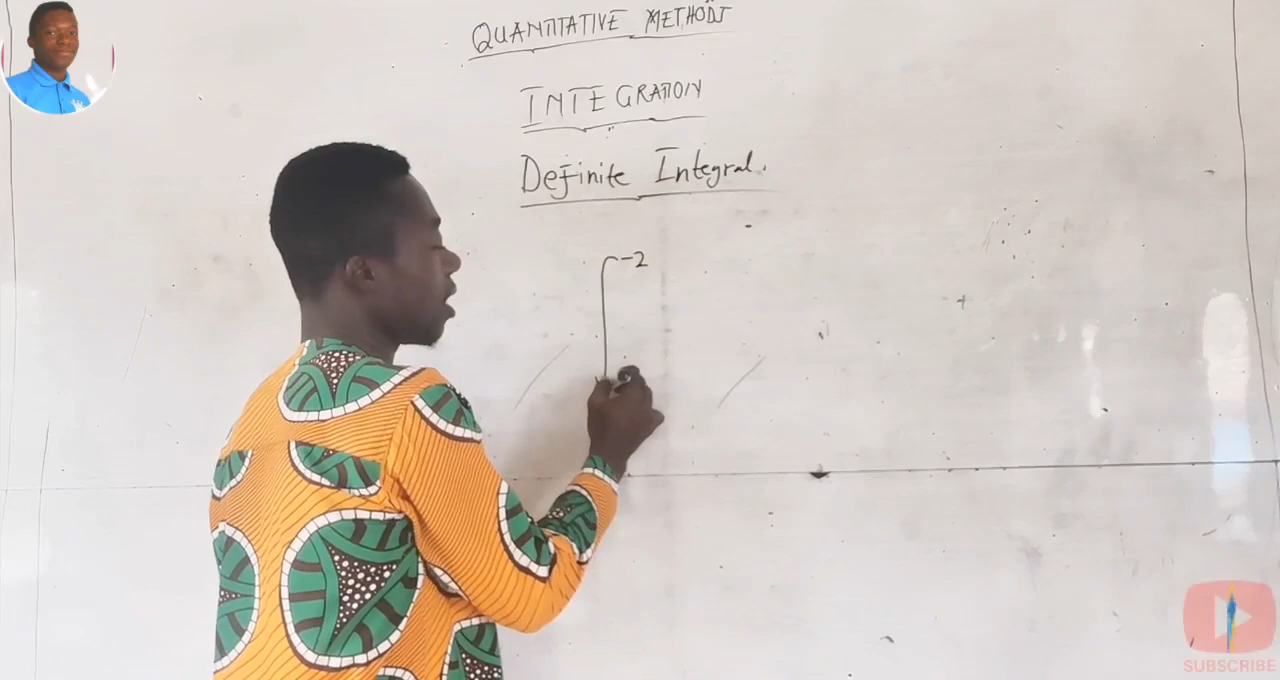 QUANTITATIVE METHODS
INTEGRATION
Definite Integral.
∫ -2
SUBSCRIBE